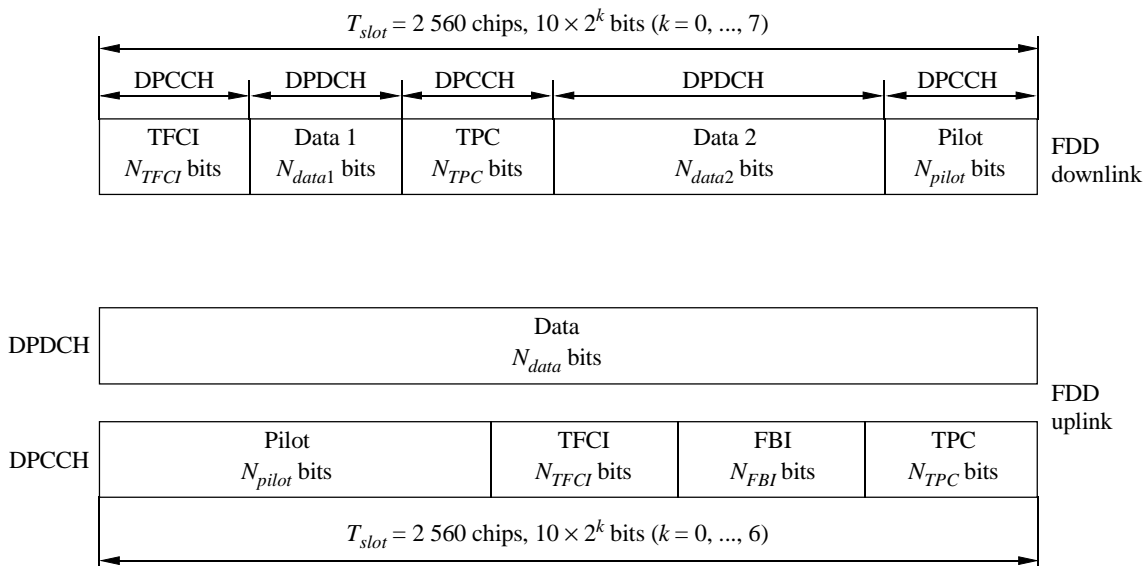 T_slot = 2 560 chips, 10 × 2^k bits (k = 0, ..., 7)
DPCCH DPDCH DPCCH DPDCH DPCCH
TFCI Data 1 TPC Data 2 Pilot
N_TFCI bits N_data1 bits N_TPC bits N_data2 bits N_pilot bits
FDD
downlink
Data
DPDCH
N_data bits
FDD
uplink
Pilot TFCI FBI TPC
DPCCH
N_pilot bits N_TFCI bits N_FBI bits N_TPC bits
T_slot = 2 560 chips, 10 × 2^k bits (k = 0, ..., 6)